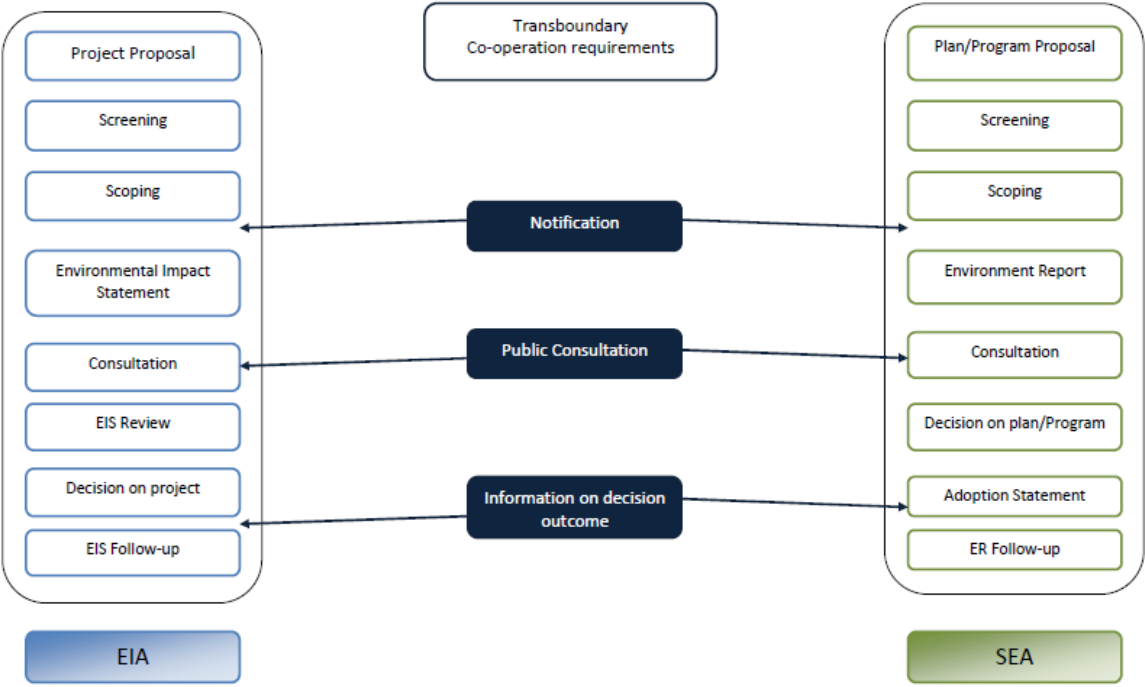 Project Proposal
Screening
Scoping
Environmental Impact
Statement
Consultation
EIS Review
Decision on project
EIS Follow-up
EIA
Transboundary
Co-operation requirements
Notification
Public Consultation
Information on decision
outcome
Plan/Program Proposal
Screening
Scoping
Environment Report
Consultation
Decision on plan/Program
Adoption Statement
ER Follow-up
SEA